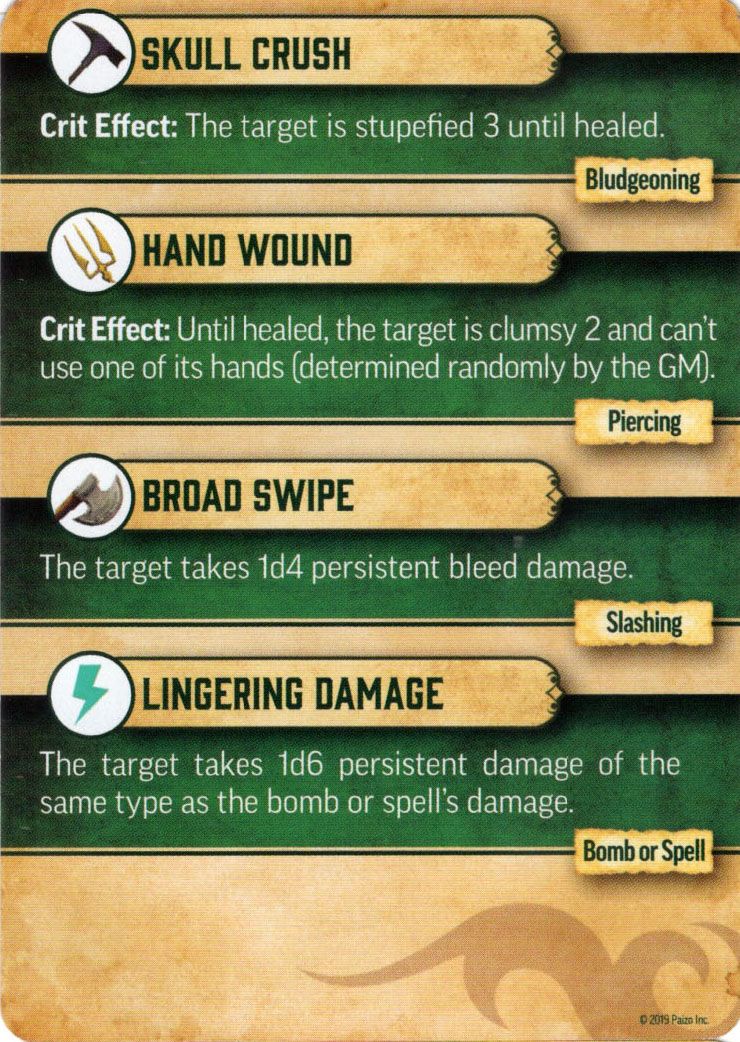 SKULL CRUSH
Crit Effect: The target is stupefied 3 until healed.
Bludgeoning
HAND WOUND
Crit Effect: Until healed, the target is clumsy 2 and can't
use one of its hands (determined randomly by the GM).
Piercing
BROAD SWIPE
The target takes 1d4 persistent bleed damage.
Slashing
LINGERING DAMAGE
The target takes 1d6 persistent damage of the
same type as the bomb or spell's damage.
Bomb or Spell
© 2019 Paizo Inc.